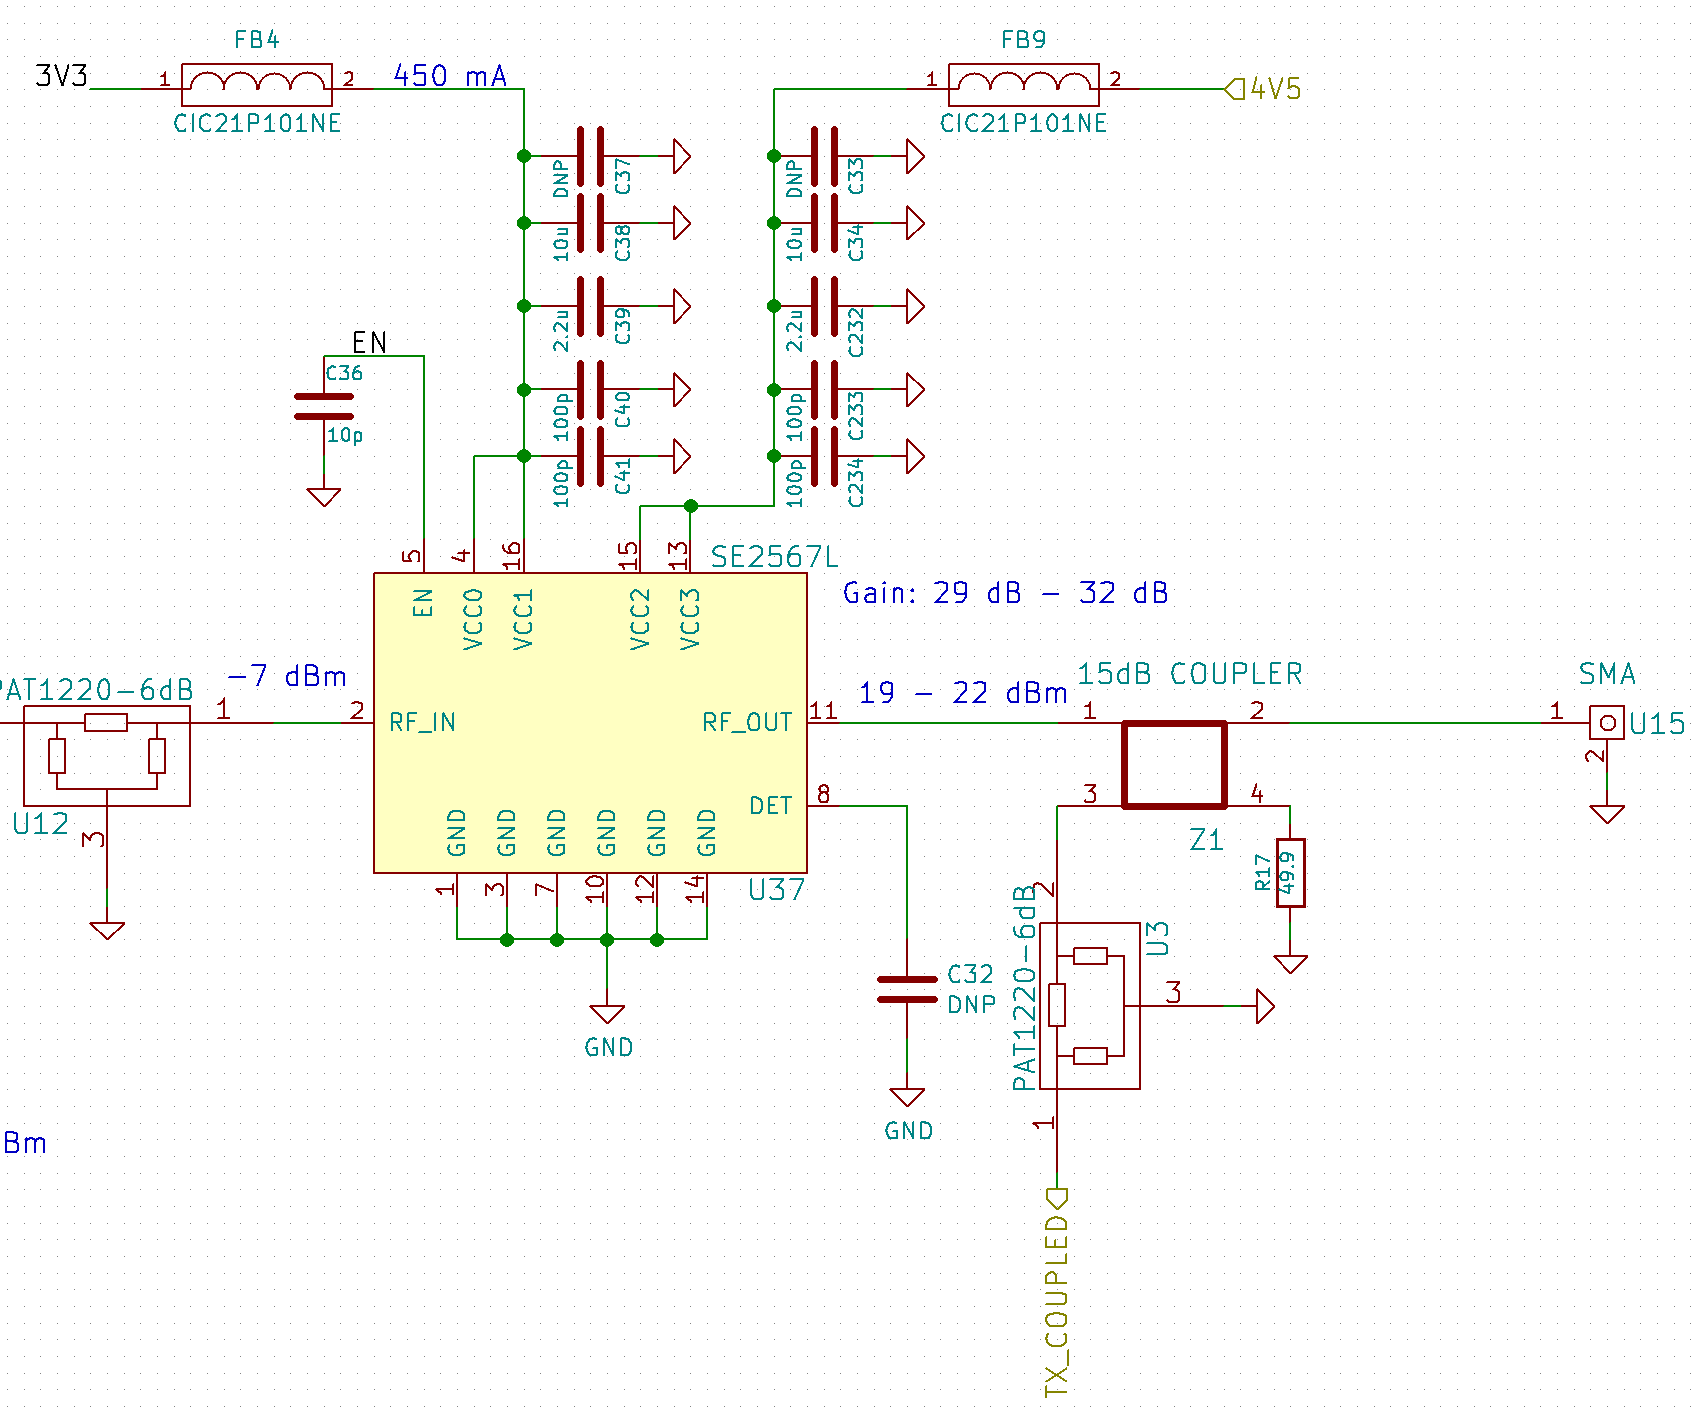 FB4
3V3
1
2
450 mA
CIC21P101NE
FB9
1
2
4V5
CIC21P101NE
DNP
C37
10u
C38
2.2u
C39
100p
C40
100p
C41
DNP
C33
10u
C34
2.2u
C232
100p
C233
100p
C234
EN
C36
10p
5
4
16
15
13
SE2567L
EN
VCC0
VCC1
VCC2
VCC3
Gain: 29 dB - 32 dB
PAT1220-6dB
1
-7 dBm
2
RF_IN
U12
3
RF_OUT
11
19 - 22 dBm
15dB COUPLER
1
2
3
4
Z1
SMA
1
U15
2
DET
8
GND
GND
GND
GND
GND
GND
1
3
7
10
12
14
U37
GND
C32
DNP
GND
R17
49.9
2
PAT1220-6dB
U3
3
1
TX_COUPLED
Bm